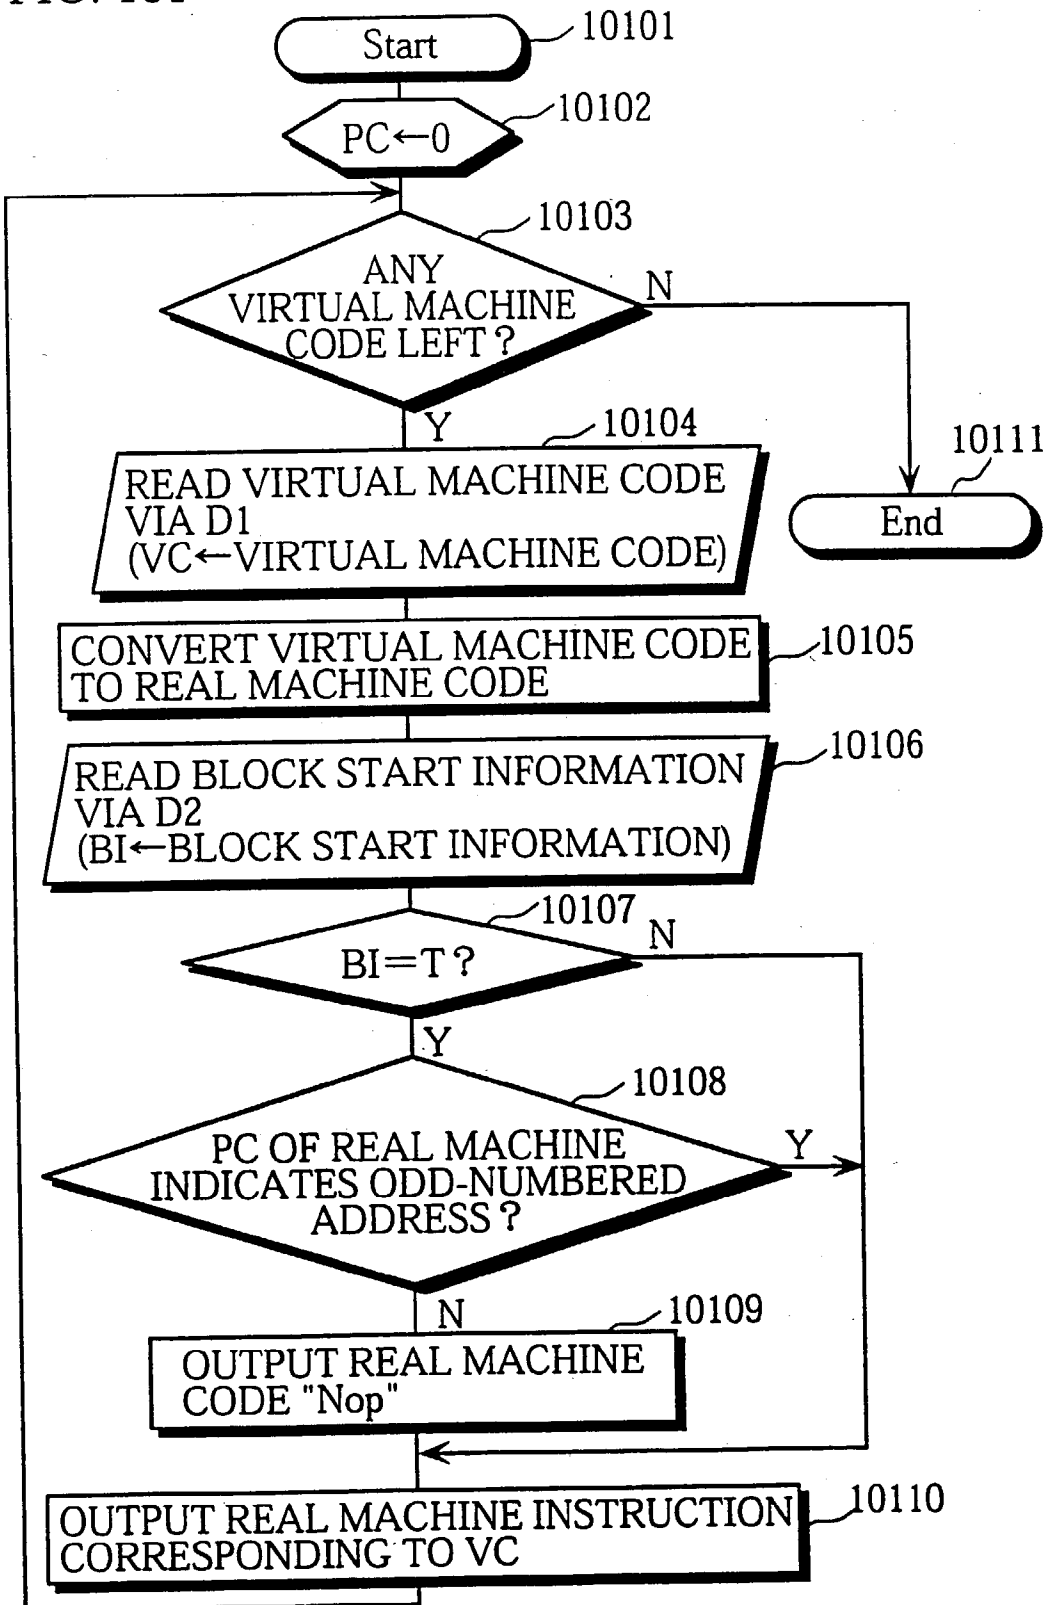 Start
10101
PC←0
10102
10103
ANY
VIRTUAL MACHINE
CODE LEFT?
N
Y
10104
READ VIRTUAL MACHINE CODE
VIA D1
(VC←VIRTUAL MACHINE CODE)
10111
End
CONVERT VIRTUAL MACHINE CODE
TO REAL MACHINE CODE
10105
READ BLOCK START INFORMATION
VIA D2
(BI←BLOCK START INFORMATION)
10106
10107
BI=T?
N
Y
10108
PC OF REAL MACHINE
INDICATES ODD-NUMBERED
ADDRESS?
Y
N
10109
OUTPUT REAL MACHINE
CODE "Nop"
OUTPUT REAL MACHINE INSTRUCTION
CORRESPONDING TO VC
10110